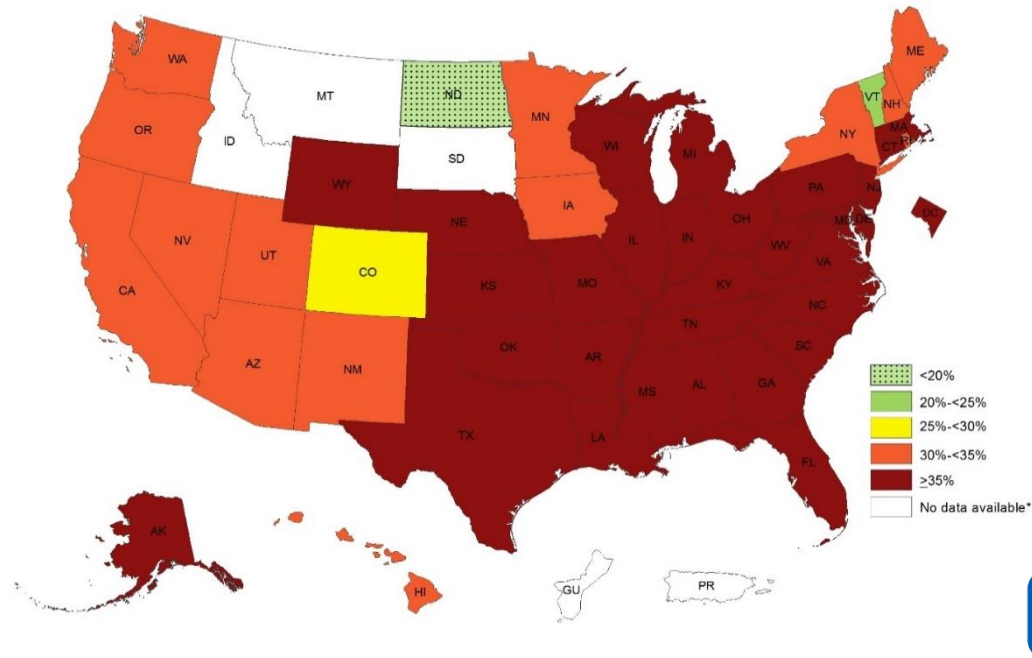 ME
WA
MT
ND
MN
VT
NH
OR
ID
SD
WI
MI
NY
MA
CT
RI
WY
IA
PA
NJ
NE
OH
DC
NV
UT
CO
IL
IN
MD
DE
WV
VA
CA
KS
MO
KY
NC
TN
AZ
NM
OK
AR
SC
MS
AL
GA
TX
LA
FL
<20%
20%-<25%
25%-<30%
30%-<35%
≥35%
No data available*
AK
HI
GU
PR